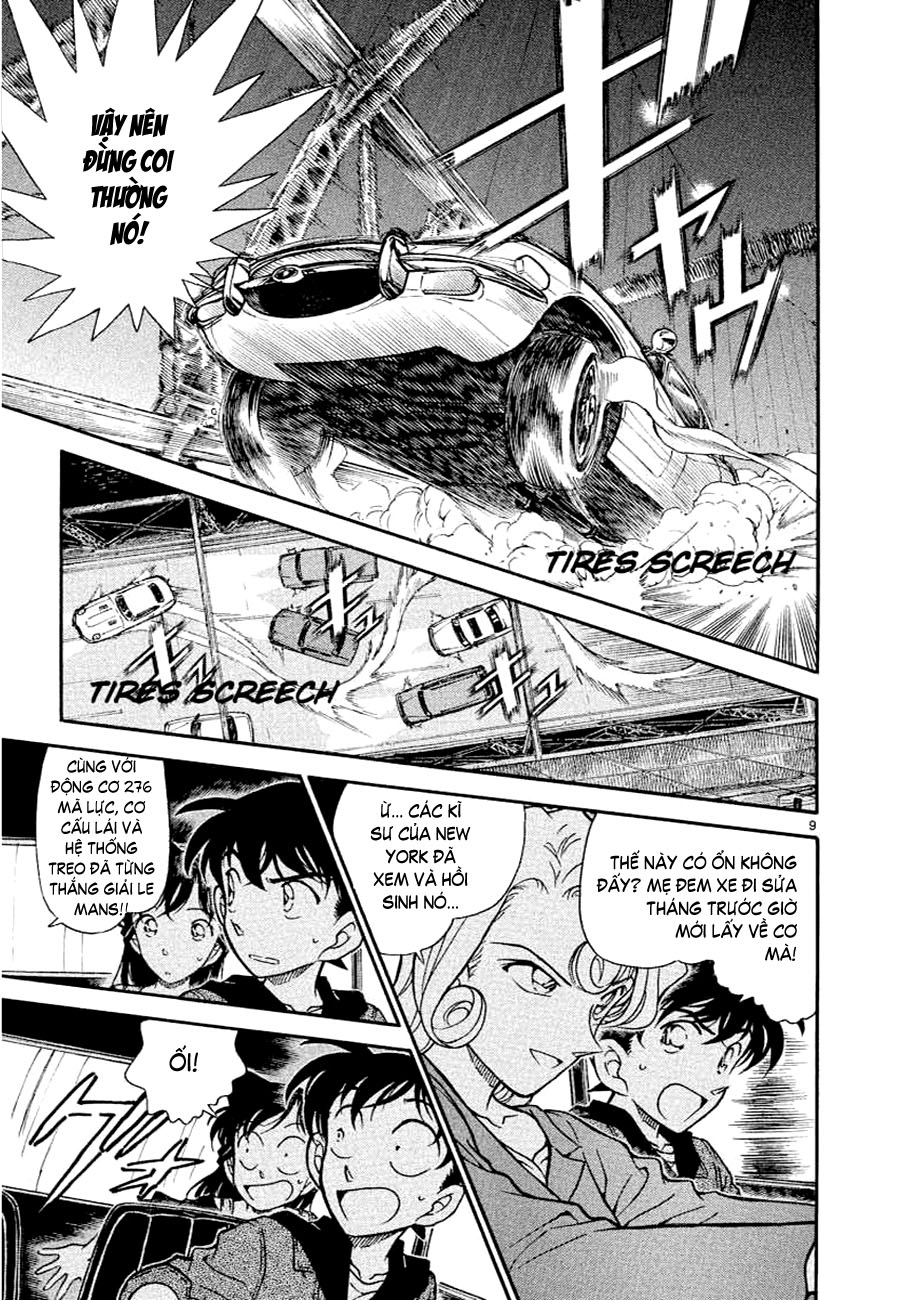 VẬY NÊN
ĐỪNG COI
THƯỜNG
NÓ!
TIRES SCREECH
TIRES SCREECH
9
THẾ NÀY CÓ ỔN KHÔNG
ĐẤY? MẸ ĐEM XE ĐI SỬA
THÁNG TRƯỚC GIỜ
MỚI LẤY VỀ CƠ
MÀ!
Ừ... CÁC KĨ
SƯ CỦA NEW
YORK ĐÃ
XEM VÀ HỒI
SINH NÓ...
CÙNG VỚI
ĐỘNG CƠ 276
MÃ LỰC, CƠ
CẤU LÁI VÀ
HỆ THỐNG
TREO ĐÃ TỪNG
THẮNG GIẢI LE
MANS!!
ỐI!